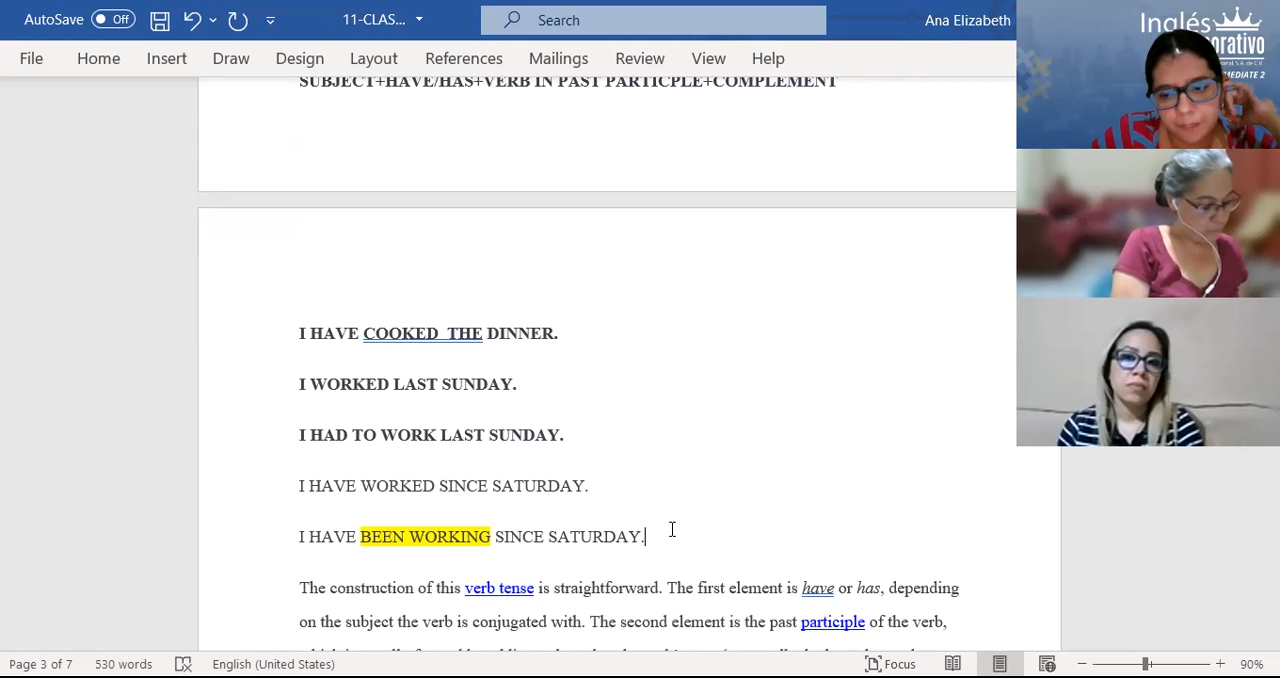 AutoSave Off 11-CLAS... Search Ana Elizabeth
Inglés
orativo
MEDIATE 2
File Home Insert Draw Design Layout References Mailings Review View Help
SUBJECT+HAVE/HAS+VERB IN PAST PARTICPLE+COMPLEMENT
I HAVE COOKED THE DINNER.
I WORKED LAST SUNDAY.
I HAD TO WORK LAST SUNDAY.
I HAVE WORKED SINCE SATURDAY.
I HAVE BEEN WORKING SINCE SATURDAY.
The construction of this verb tense is straightforward. The first element is have or has, depending
on the subject the verb is conjugated with. The second element is the past participle of the verb,
Page 3 of 7 530 words English (United States) Focus 90%